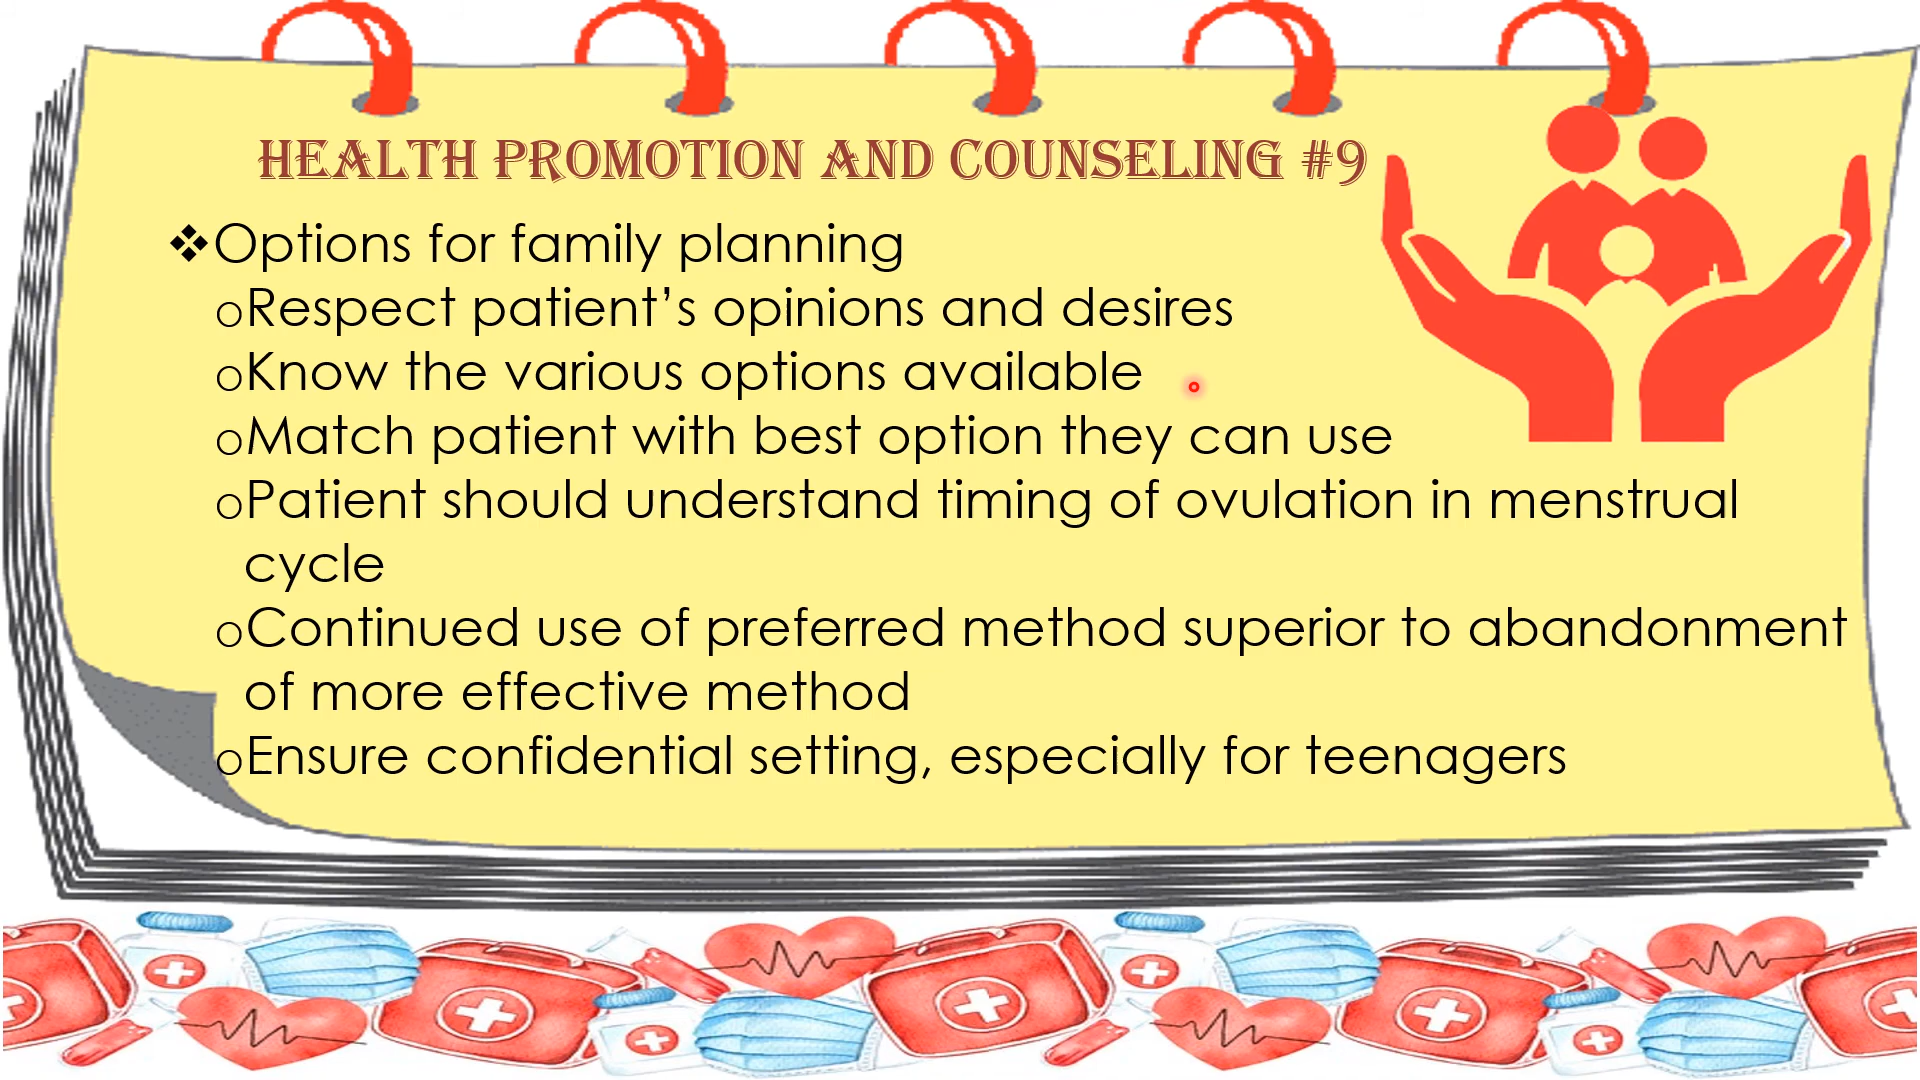 HEALTH PROMOTION AND COUNSELING #9
❖Options for family planning
oRespect patient’s opinions and desires
oKnow the various options available
oMatch patient with best option they can use
oPatient should understand timing of ovulation in menstrual
cycle
oContinued use of preferred method superior to abandonment
of more effective method
oEnsure confidential setting, especially for teenagers